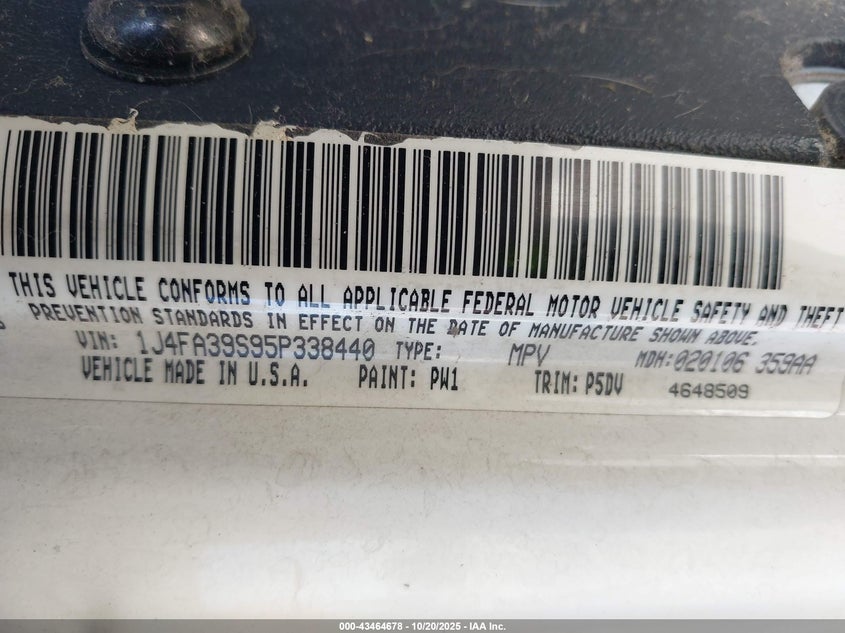 THIS VEHICLE CONFORMS TO ALL APPLICABLE FEDERAL MOTOR VEHICLE SAFETY AND THEFT
PREVENTION STANDARDS IN EFFECT ON THE DATE OF MANUFACTURE SHOWN ABOVE.
VIN: 1J4FA39S95P338440 TYPE: MPV MDH:020106 359AA
VEHICLE MADE IN U.S.A. PAINT: PW1 TRIM: P5DV 4648509
000-43464678 - 10/20/2025 - IAA Inc.